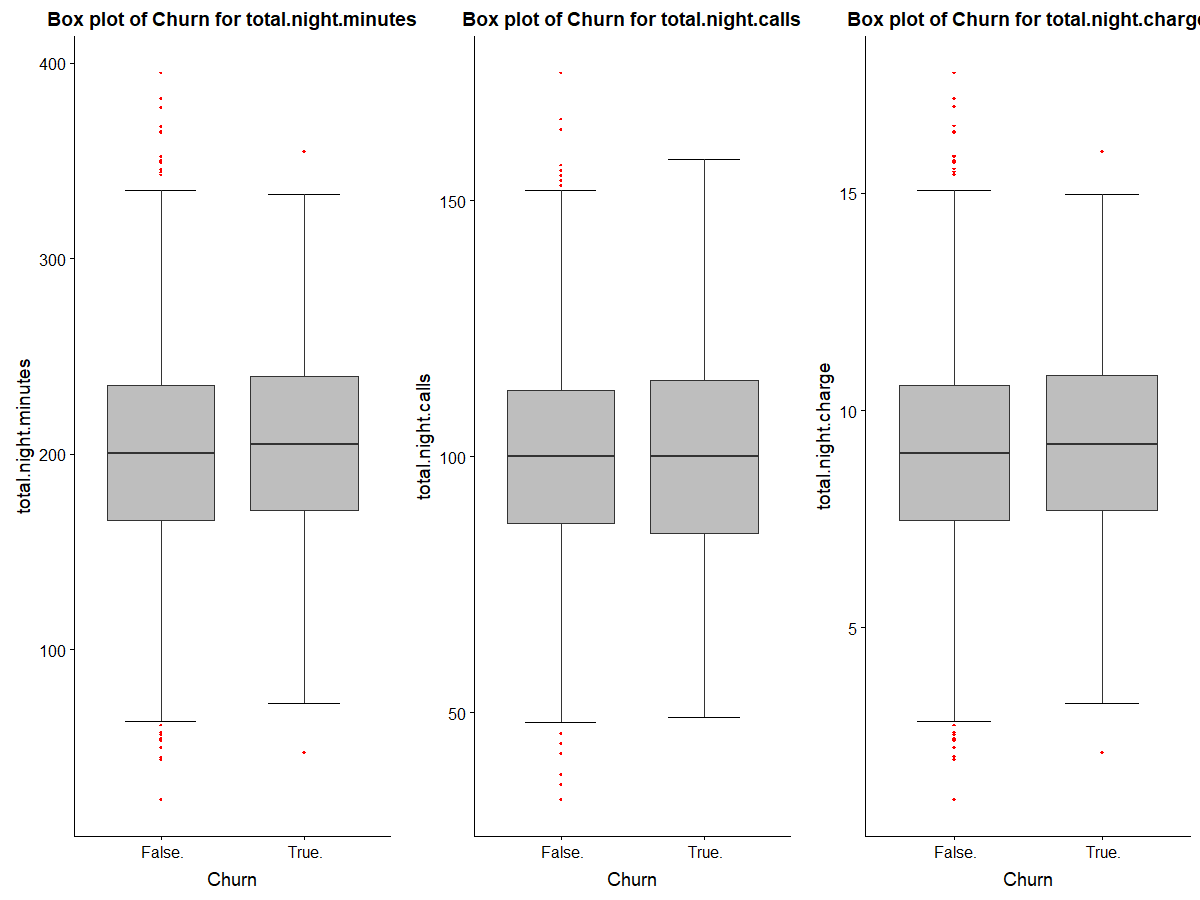 Box plot of Churn for total.night.minutes
400
300
200
100
total.night.minutes
False.
True.
Churn
Box plot of Churn for total.night.calls
150
100
50
total.night.calls
False.
True.
Churn
Box plot of Churn for total.night.charge
15
10
5
total.night.charge
False.
True.
Churn